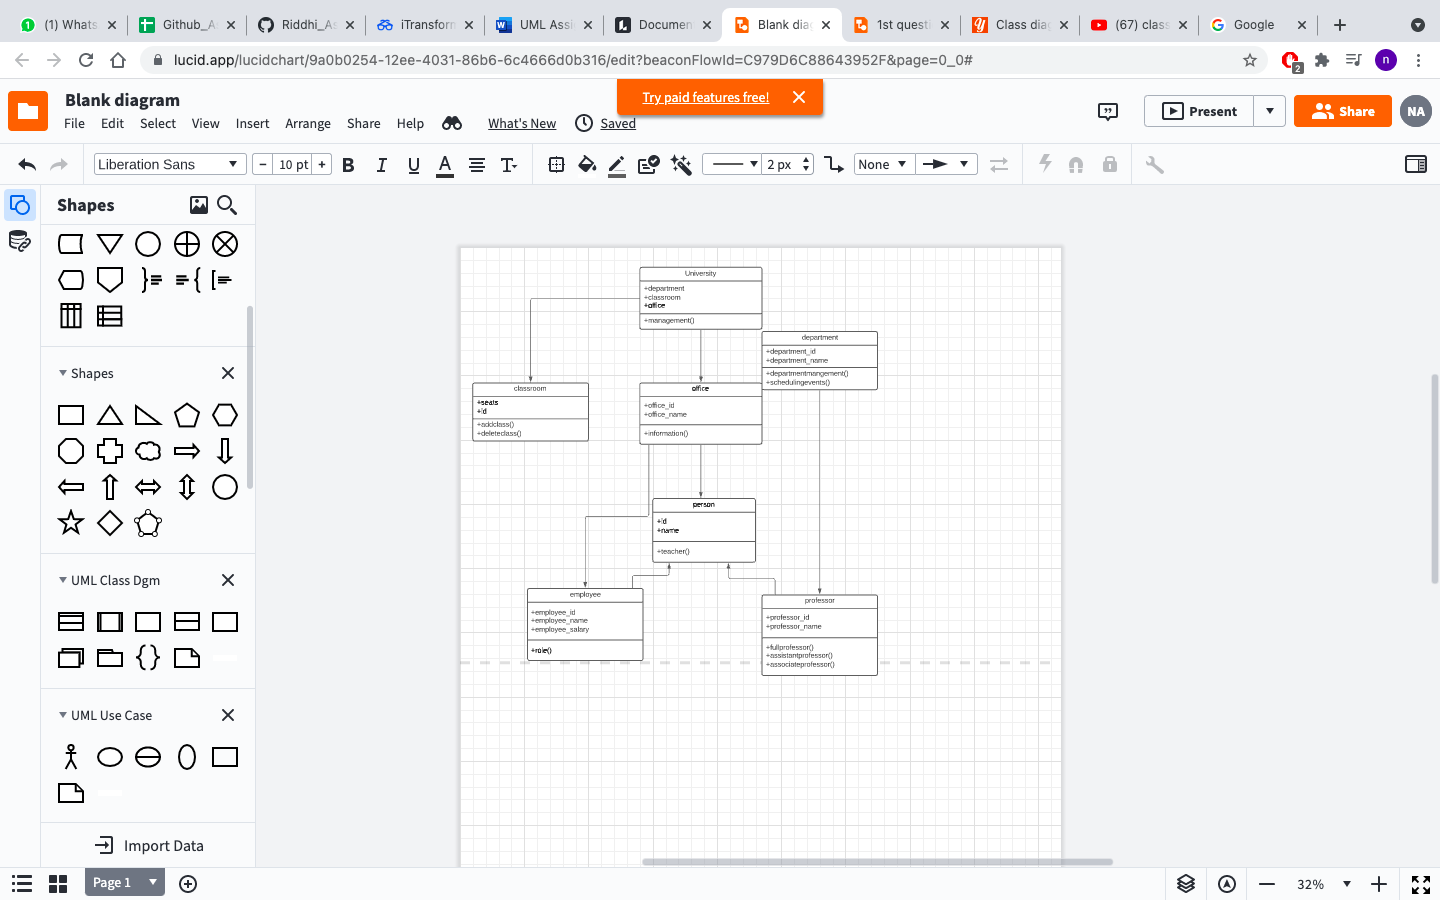 (1) Whats
Github_A
Riddhi_A
iTransforr
UML Assi
Documen
Blank dia
1st quest
Class dia
(67) class
Google
lucid.app/lucidchart/9a0b0254-12ee-4031-86b6-6c4666d0b316/edit?beaconFlowId=C979D6C88643952F&page=0_0#
2
n
Blank diagram
Try paid features free!
File Edit Select View Insert Arrange Share Help What's New Saved
Present
Share
NA
Liberation Sans
10 pt
B I U A T
2 px
None
Shapes
Shapes
UML Class Dgm
UML Use Case
Import Data
University
+department
+classroom
+office
+management()
department
+department_id
+department_name
+departmentmangement()
+schedulingevents()
classroom
+seats
+id
+addclass()
+deleteclass()
office
+office_id
+office_name
+information()
person
+id
+name
+teacher()
employee
+employee_id
+employee_name
+employee_salary
+role()
professor
+professor_id
+professor_name
+fullprofessor()
+assistantprofessor()
+associateprofessor()
Page 1
32%